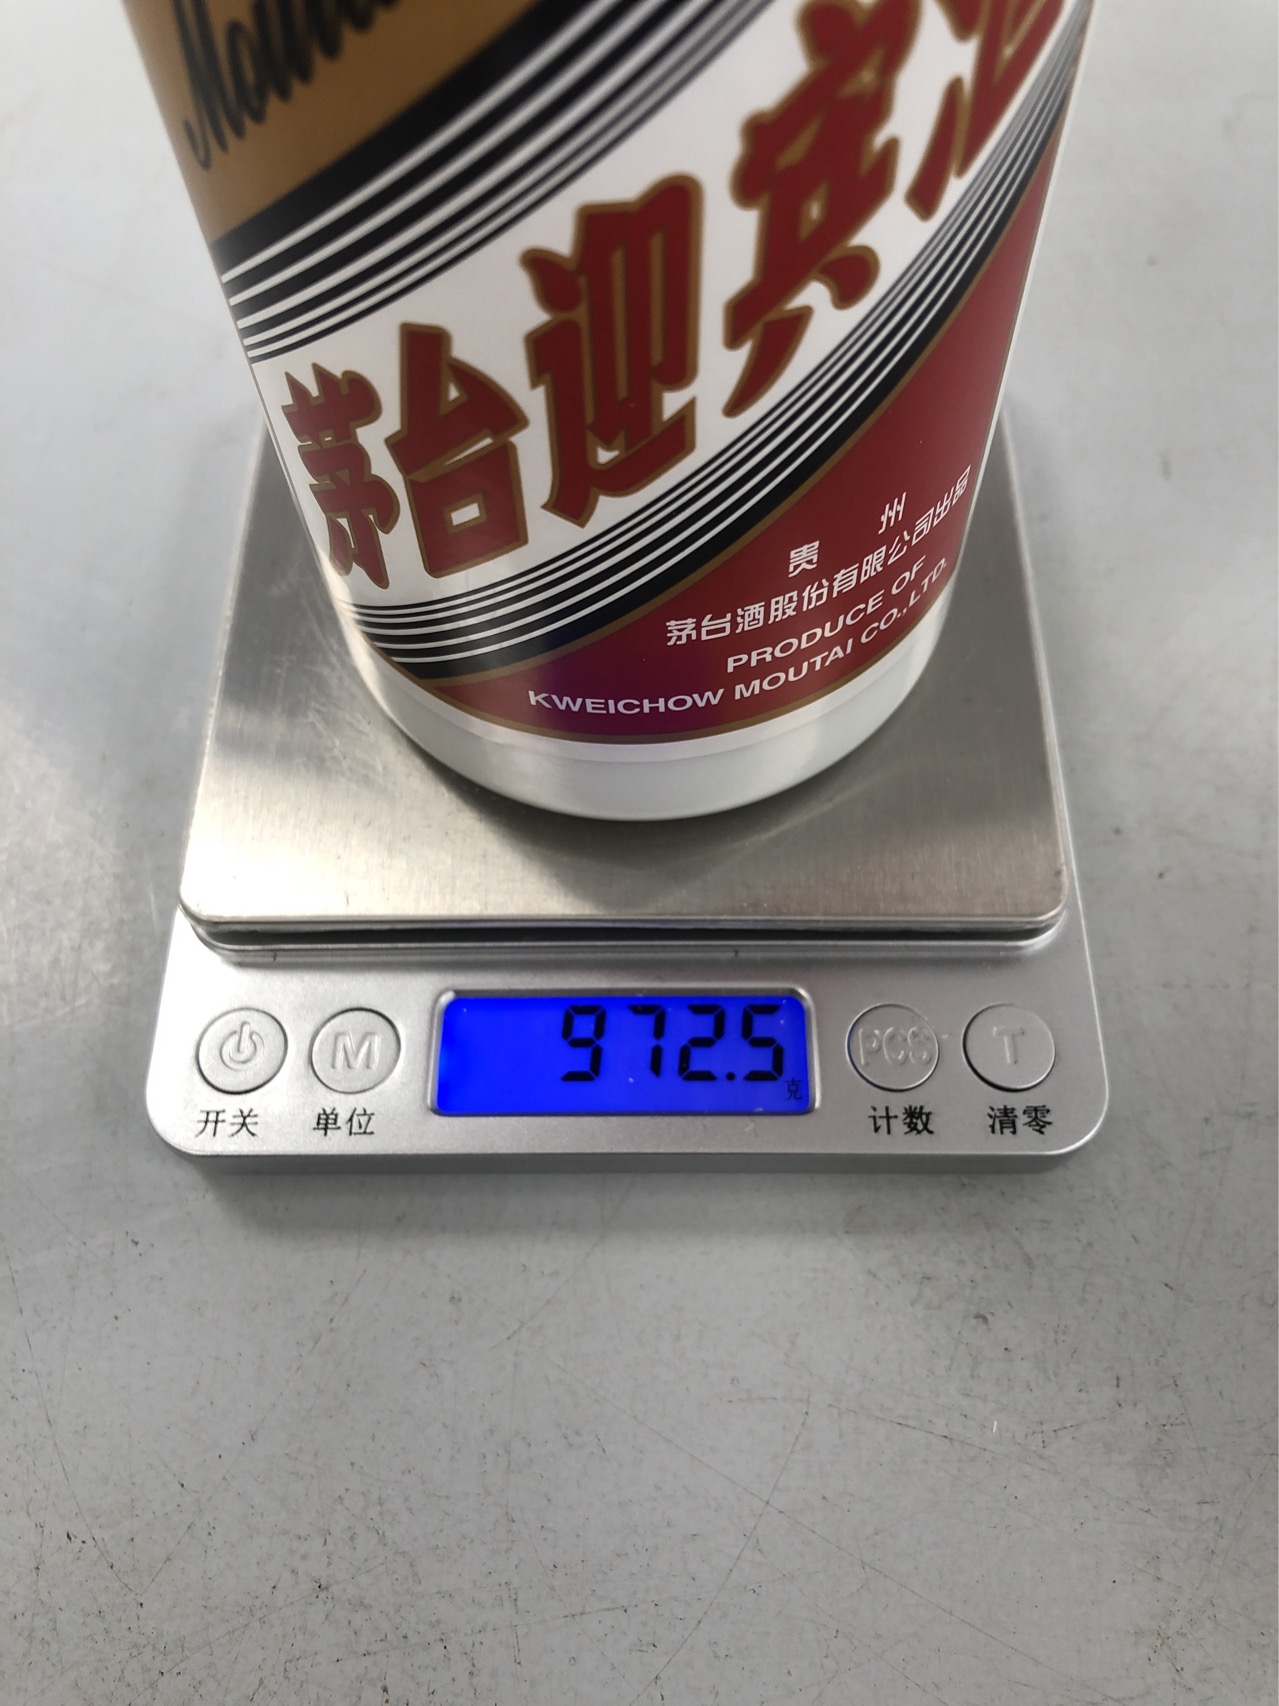 茅台迎宾酒
贵州
茅台酒股份有限公司出品
PRODUCE OF
KWEICHOW MOUTAI CO.,LTD.
972.5
克
M
PCS
T
开关
单位
计数
清零